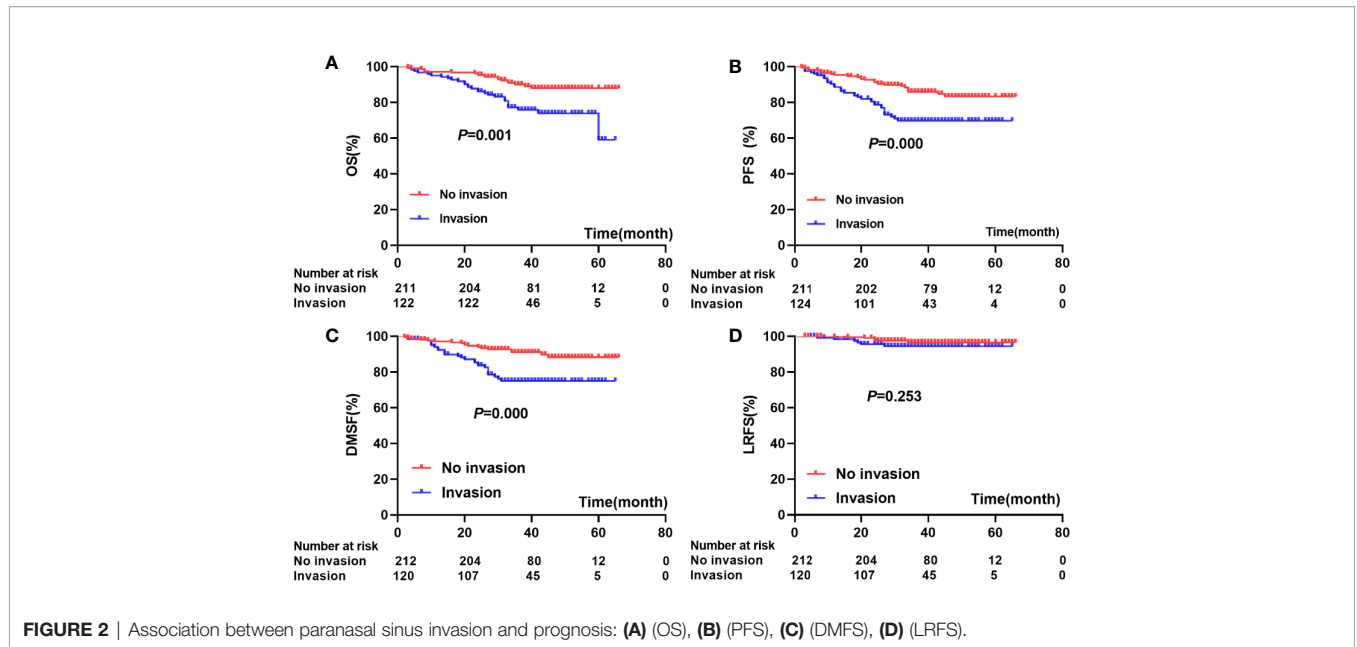 A
100
80
60
40
20
0
OS(%)
P=0.001
No invasion
Invasion
Time(month)
0 20 40 60 80
Number at risk
No invasion 211 204 81 12 0
Invasion 122 122 46 5 0
B
100
80
60
40
20
0
PFS (%)
P=0.000
No invasion
Invasion
Time(month)
0 20 40 60 80
Number at risk
No invasion 211 202 79 12 0
Invasion 124 101 43 4 0
C
100
80
60
40
20
0
DMSF(%)
P=0.000
No invasion
Invasion
Time(month)
0 20 40 60 80
Number at risk
No invasion 212 204 80 12 0
Invasion 120 107 45 5 0
D
100
80
60
40
20
0
LRFS(%)
P=0.253
No invasion
Invasion
Time(month)
0 20 40 60 80
Number at risk
No invasion 212 204 80 12 0
Invasion 120 107 45 5 0
FIGURE 2 | Association between paranasal sinus invasion and prognosis: (A) (OS), (B) (PFS), (C) (DMFS), (D) (LRFS).